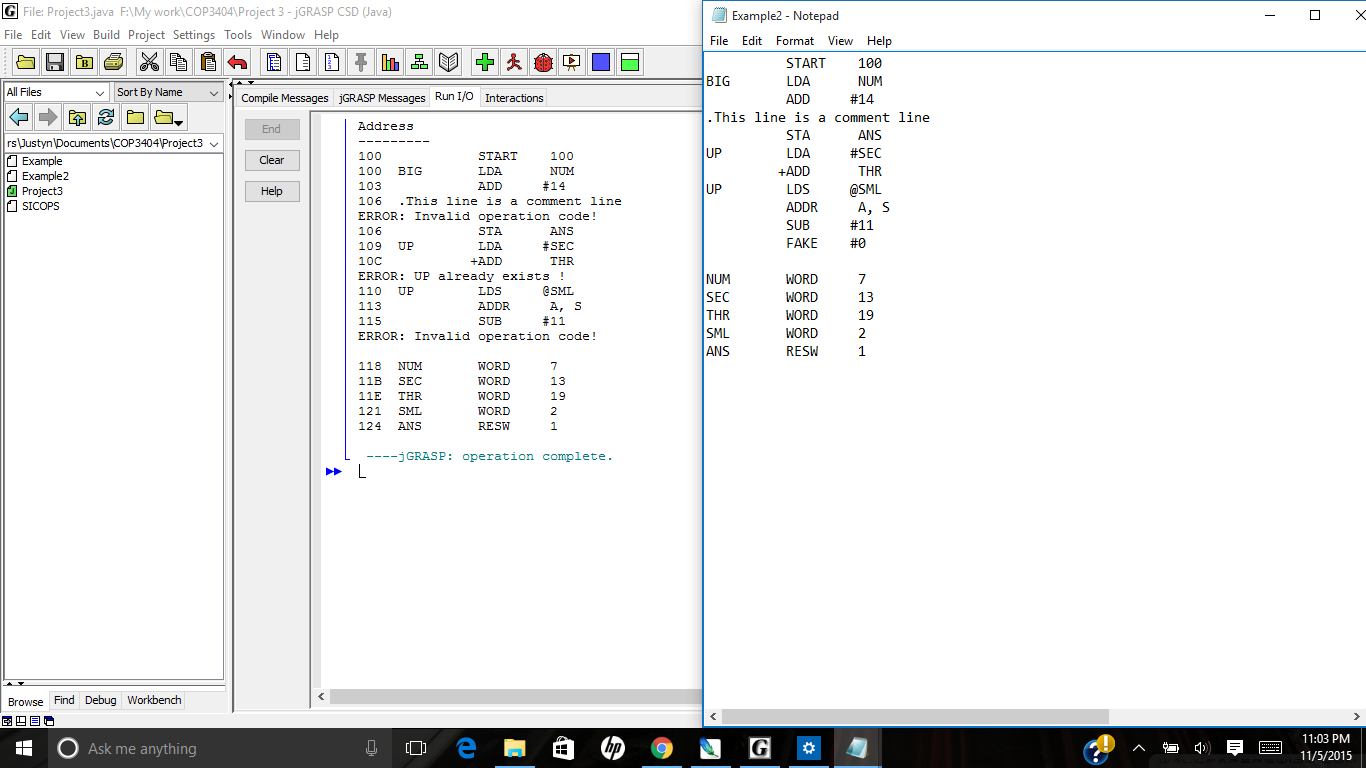 File: Project3.java  F:\My work\COP3404\Project 3 - jGRASP CSD (Java)
File Edit View Build Project Settings Tools Window Help
All Files
Sort By Name
rs\Justyn\Documents\COP3404\Project3
Example
Example2
Project3
SICOPS
Browse Find Debug Workbench
Compile Messages jGRASP Messages Run I/O Interactions
End
Clear
Help
Address
---------
100 START 100
100 BIG LDA NUM
103 ADD #14
106 .This line is a comment line
ERROR: Invalid operation code!
106 STA ANS
109 UP LDA #SEC
10C +ADD THR
ERROR: UP already exists !
110 UP LDS @SML
113 ADDR A, S
115 SUB #11
ERROR: Invalid operation code!
118 NUM WORD 7
11B SEC WORD 13
11E THR WORD 19
121 SML WORD 2
124 ANS RESW 1
----jGRASP: operation complete.
Example2 - Notepad
File Edit Format View Help
START 100
BIG LDA NUM
ADD #14
.This line is a comment line
STA ANS
UP LDA #SEC
+ADD THR
UP LDS @SML
ADDR A, S
SUB #11
FAKE #0
NUM WORD 7
SEC WORD 13
THR WORD 19
SML WORD 2
ANS RESW 1
Ask me anything
11:03 PM
11/5/2015